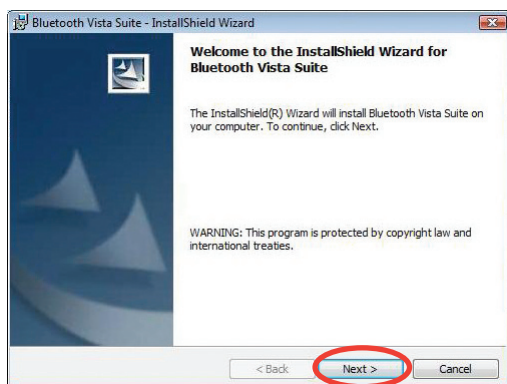 Bluetooth Vista Suite - InstallShield Wizard
Welcome to the InstallShield Wizard for
Bluetooth Vista Suite
The InstallShield(R) Wizard will install Bluetooth Vista Suite on
your computer. To continue, click Next.
WARNING: This program is protected by copyright law and
international treaties.
< Back Next > Cancel